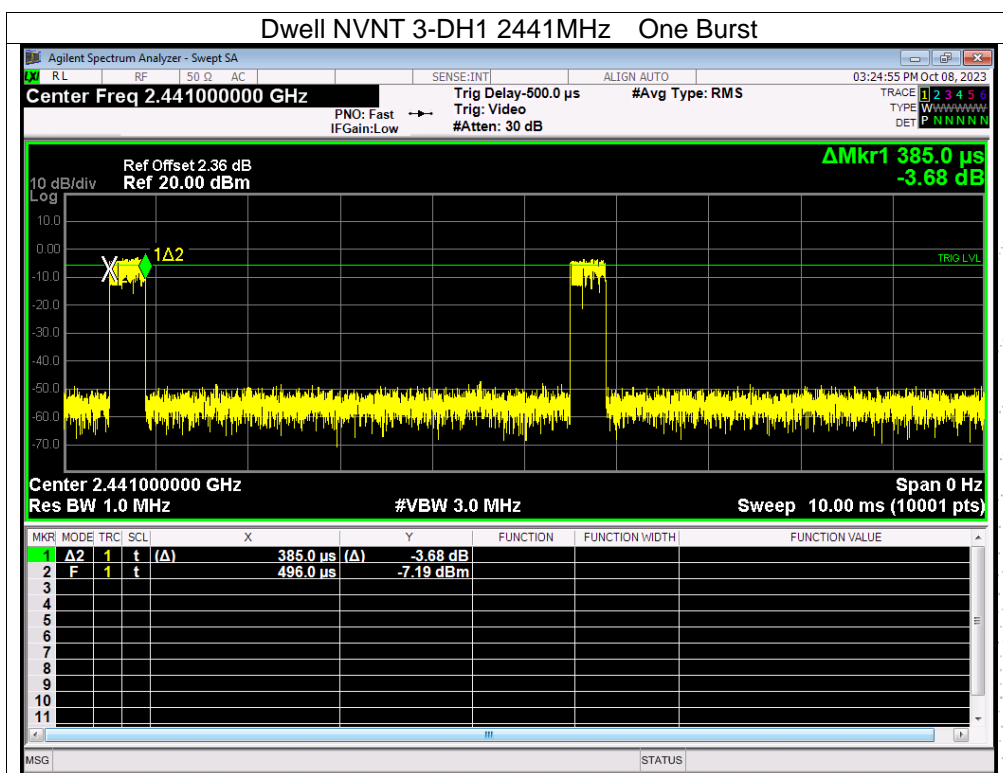 Dwell NVNT 3-DH1 2441MHz One Burst
Agilent Spectrum Analyzer - Swept SA
LXI RL RF 50 Ω AC SENSE:INT ALIGN AUTO 03:24:55 PM Oct 08, 2023
Center Freq 2.441000000 GHz Trig Delay-500.0 µs #Avg Type: RMS TRACE 1 2 3 4 5 6
PNO: Fast Trig: Video TYPE WWWWWWW
IFGain:Low #Atten: 30 dB DET P N N N N N
ΔMkr1 385.0 µs
Ref Offset 2.36 dB
10 dB/div Ref 20.00 dBm -3.68 dB
Log
10.0
0.00
1Δ2
TRIG LVL
-10.0
-20.0
-30.0
-40.0
-50.0
-60.0
-70.0
Center 2.441000000 GHz Span 0 Hz
Res BW 1.0 MHz #VBW 3.0 MHz Sweep 10.00 ms (10001 pts)
MKR MODE TRC SCL X Y FUNCTION FUNCTION WIDTH FUNCTION VALUE
1 Δ2 1 t (Δ) 385.0 µs (Δ) -3.68 dB
2 F 1 t 496.0 µs -7.19 dBm
3
4
5
6
7
8
9
10
11
MSG STATUS